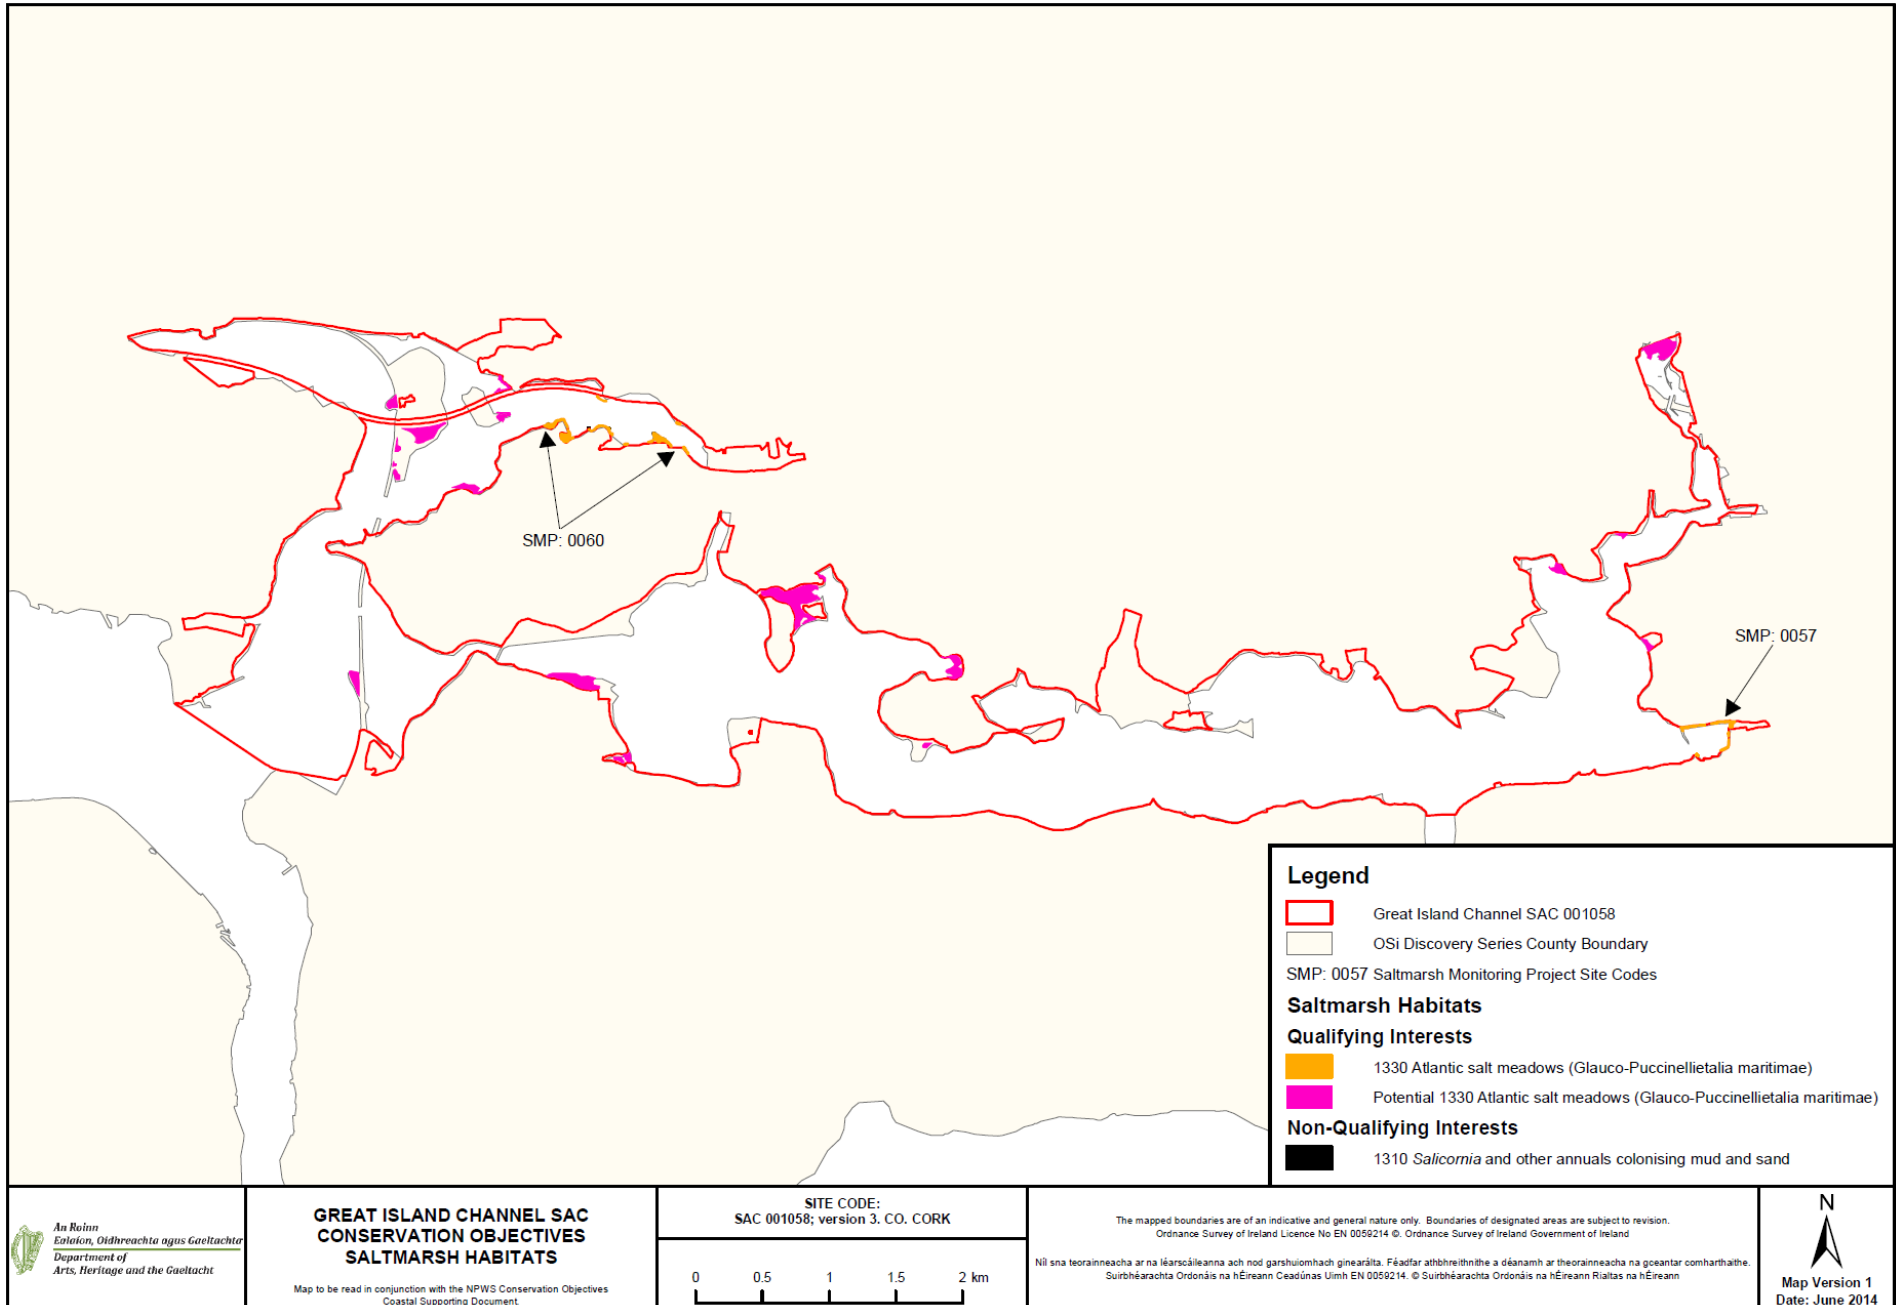 SMP: 0060
SMP: 0057
Legend
Great Island Channel SAC 001058
OSi Discovery Series County Boundary
SMP: 0057 Saltmarsh Monitoring Project Site Codes
Saltmarsh Habitats
Qualifying Interests
1330 Atlantic salt meadows (Glauco-Puccinellietalia maritimae)
Potential 1330 Atlantic salt meadows (Glauco-Puccinellietalia maritimae)
Non-Qualifying Interests
1310 Salicornia and other annuals colonising mud and sand
An Roinn
Ealaíon, Oidhreachta agus Gaeltachta
Department of
Arts, Heritage and the Gaeltacht
GREAT ISLAND CHANNEL SAC
CONSERVATION OBJECTIVES
SALTMARSH HABITATS
Map to be read in conjunction with the NPWS Conservation Objectives
Coastal Supporting Document.
SITE CODE:
SAC 001058; version 3. CO. CORK
0 0.5 1 1.5 2 km
The mapped boundaries are of an indicative and general nature only. Boundaries of designated areas are subject to revision.
Ordnance Survey of Ireland Licence No EN 0059214 ©. Ordnance Survey of Ireland Government of Ireland
Níl sna teorainneacha ar na léarscáileanna ach nod garshuiomhach ginearálta. Féadfar athbhreithnithe a déanamh ar theorainneacha na gceantar comharthaithe.
Suirbhéarachta Ordonáis na hÉireann Ceadúnas Uimh EN 0059214. © Suirbhéarachta Ordonáis na hÉireann Rialtas na hÉireann
N
Map Version 1
Date: June 2014